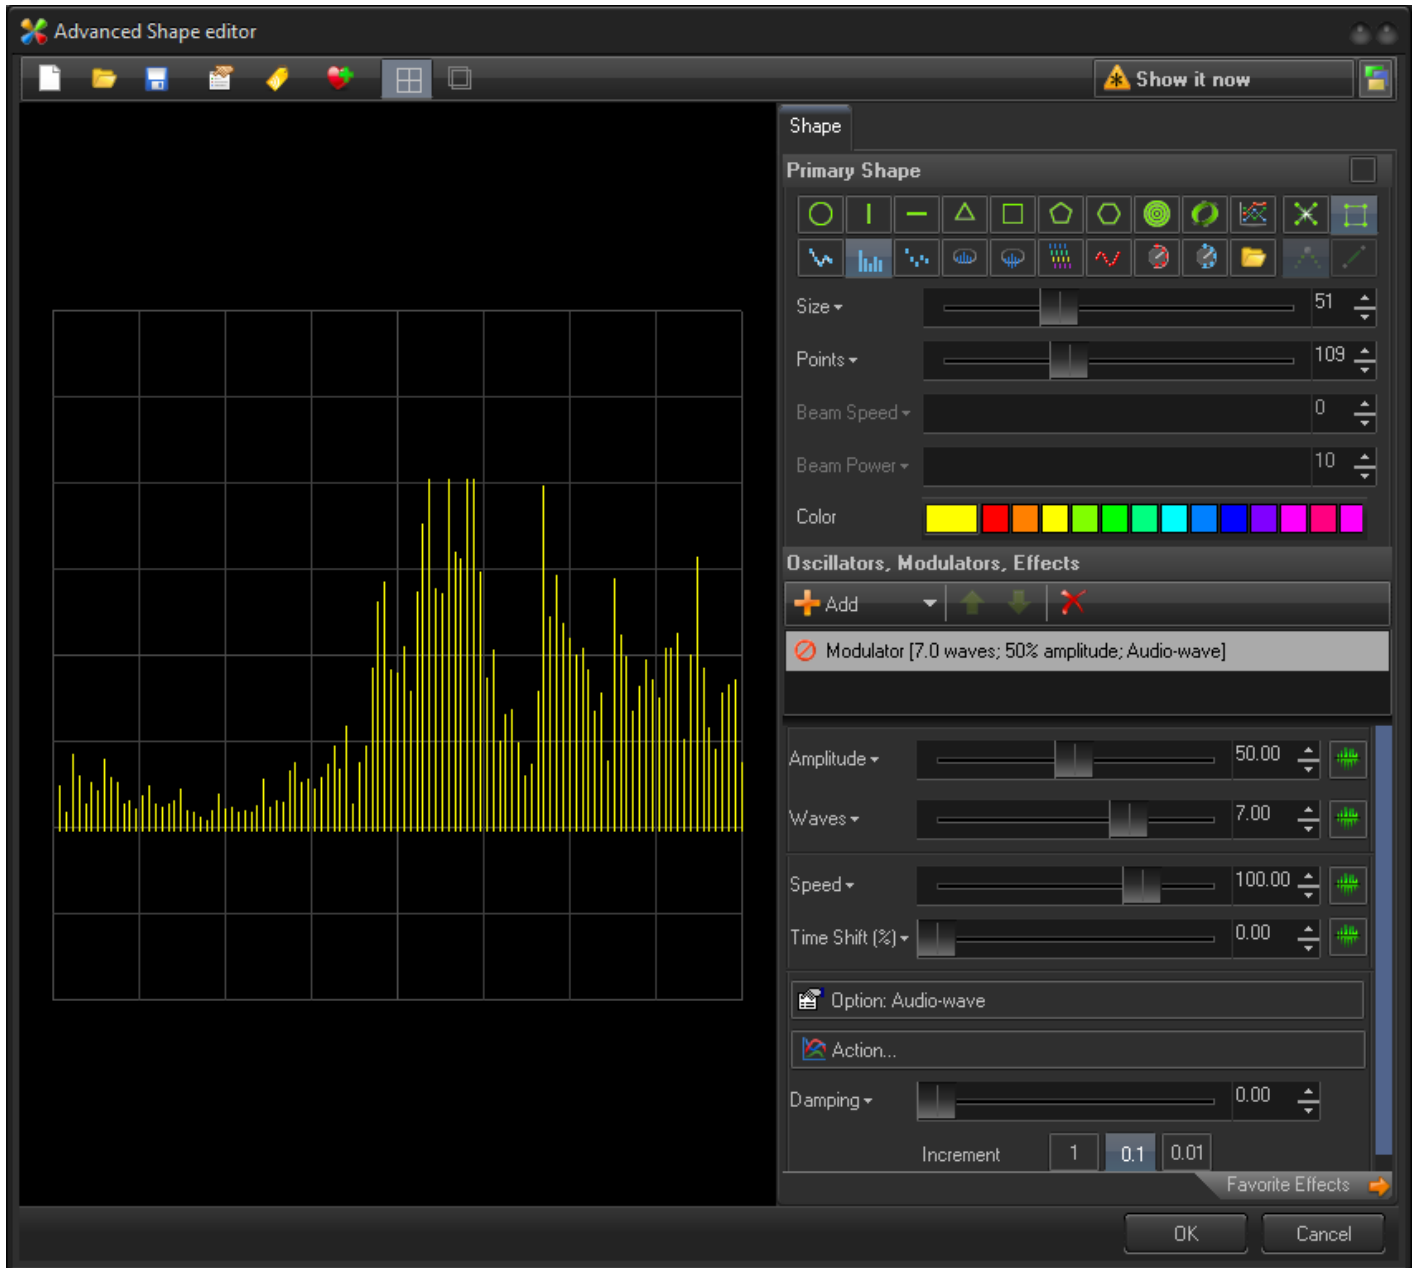 Advanced Shape editor
Show it now
Shape
Primary Shape
Size 51
Points 109
Beam Speed 0
Beam Power 10
Color
Oscillators, Modulators, Effects
Add
Modulator [7.0 waves; 50% amplitude; Audio-wave]
Amplitude 50.00
Waves 7.00
Speed 100.00
Time Shift (%) 0.00
Option: Audio-wave
Action...
Damping 0.00
Increment 1 0.1 0.01
Favorite Effects
OK Cancel